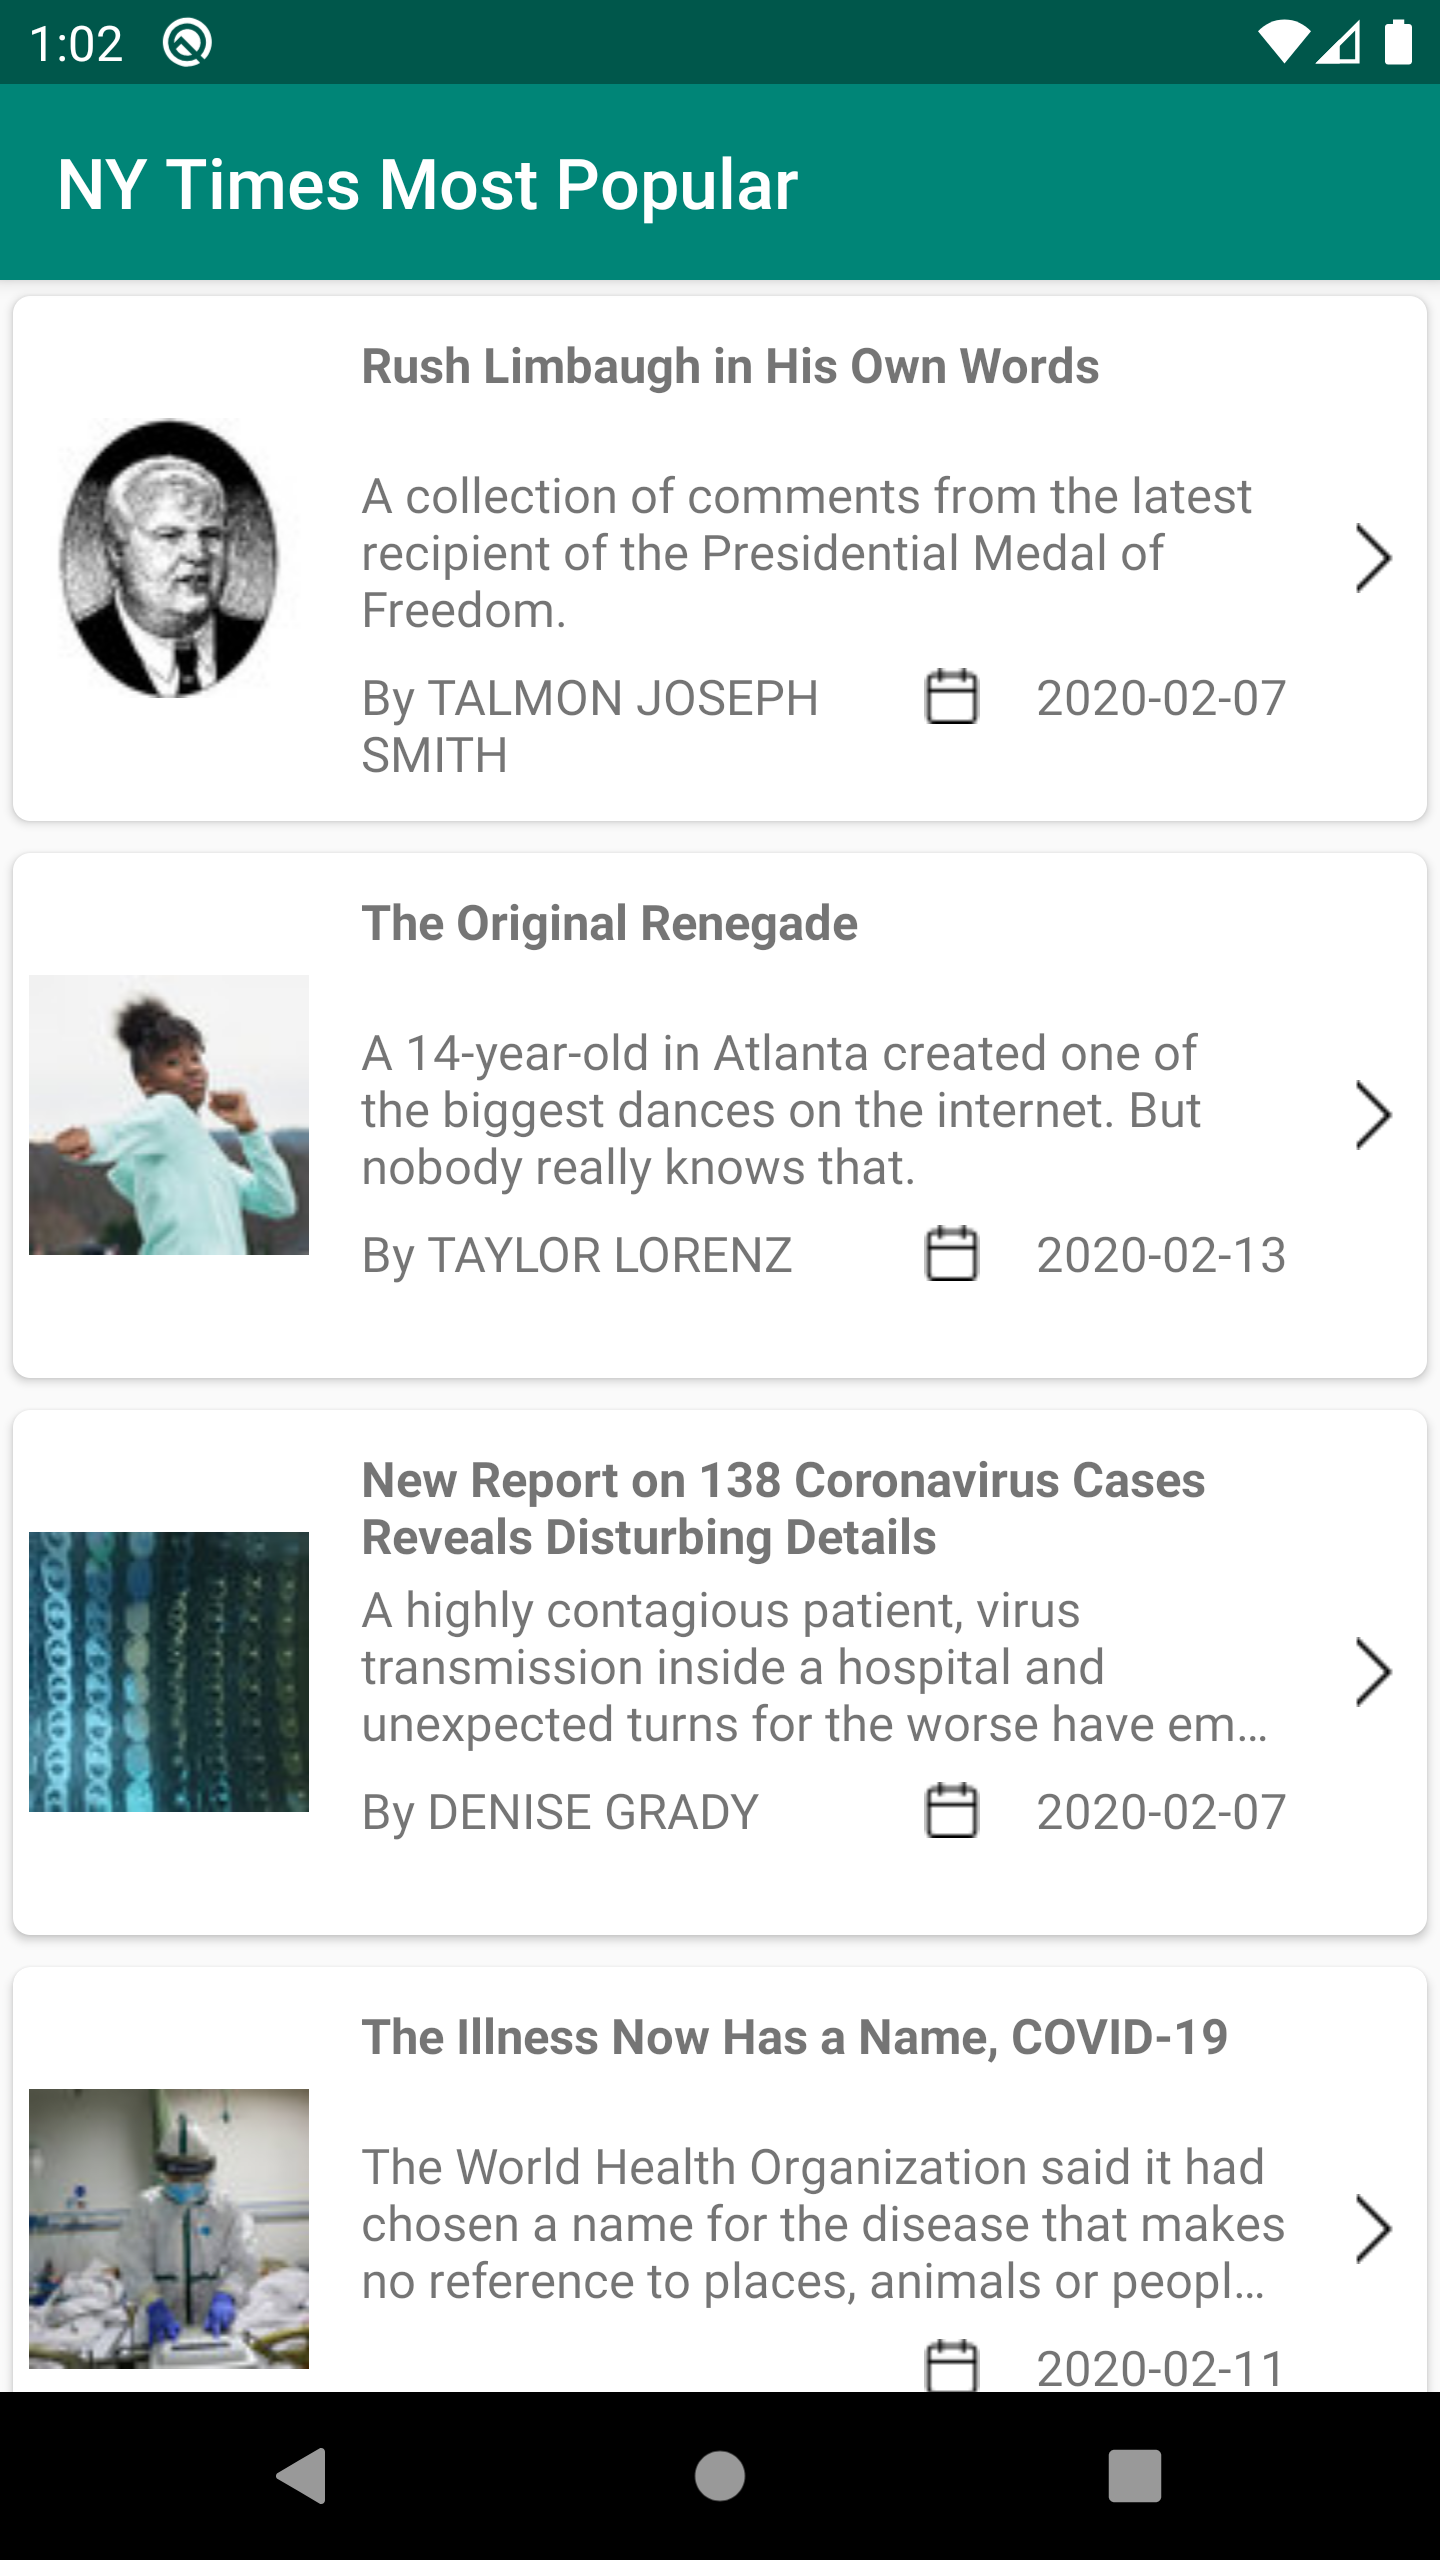 1:02
NY Times Most Popular
Rush Limbaugh in His Own Words
A collection of comments from the latest
recipient of the Presidential Medal of
Freedom.
By TALMON JOSEPH
SMITH
2020-02-07
The Original Renegade
A 14-year-old in Atlanta created one of
the biggest dances on the internet. But
nobody really knows that.
By TAYLOR LORENZ
2020-02-13
New Report on 138 Coronavirus Cases
Reveals Disturbing Details
A highly contagious patient, virus
transmission inside a hospital and
unexpected turns for the worse have em…
By DENISE GRADY
2020-02-07
The Illness Now Has a Name, COVID-19
The World Health Organization said it had
chosen a name for the disease that makes
no reference to places, animals or peopl…
2020-02-11